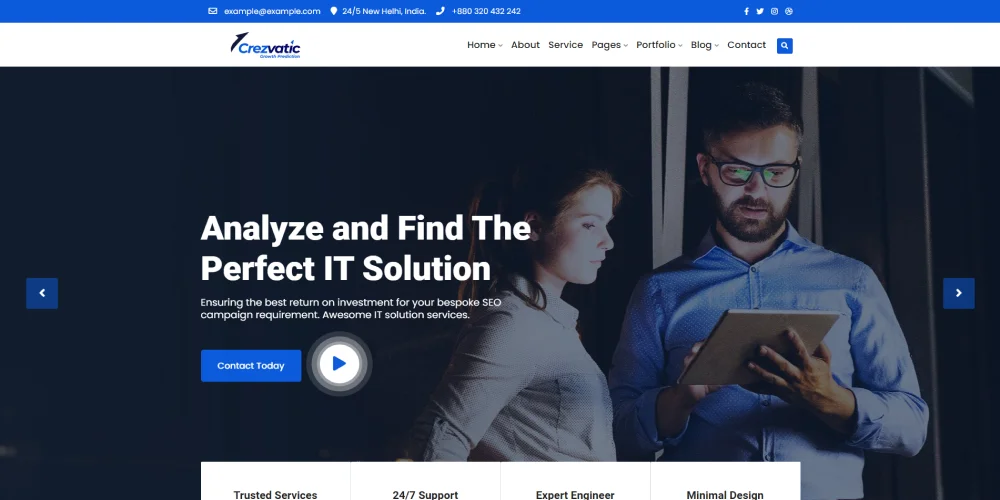 example@example.com 24/5 New Helhi, India. +880 320 432 242
Crezvatic
Growth Prediction
Home About Service Pages Portfolio Blog Contact
Analyze and Find The
Perfect IT Solution
Ensuring the best return on investment for your bespoke SEO
campaign requirement. Awesome IT solution services.
Contact Today
Trusted Services 24/7 Support Expert Engineer Minimal Design